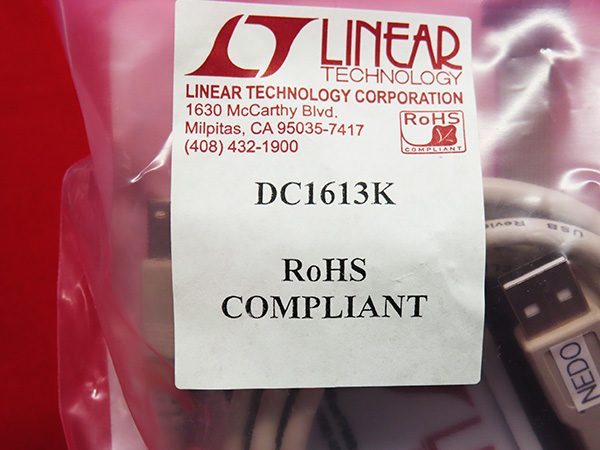 LINEAR
TECHNOLOGY
LINEAR TECHNOLOGY CORPORATION
1630 McCarthy Blvd.
Milpitas, CA 95035-7417
(408) 432-1900
RoHS
COMPLIANT
DC1613K
RoHS
COMPLIANT
USB
NEDO